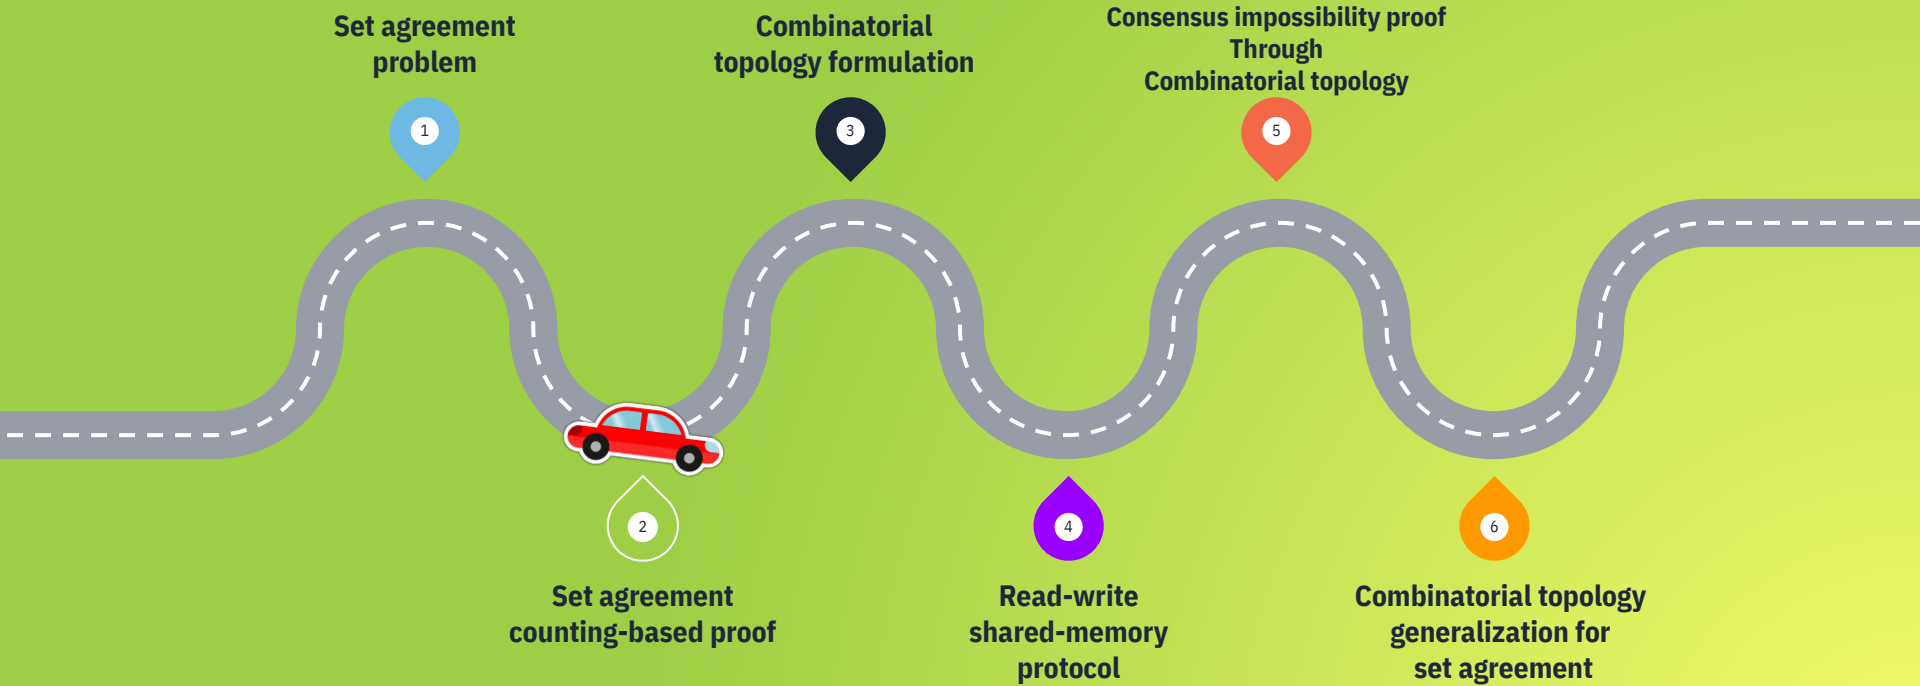 Set agreement
problem
1
Set agreement
counting-based proof
2
Combinatorial
topology formulation
3
Read-write
shared-memory
protocol
4
Consensus impossibility proof
Through
Combinatorial topology
5
Combinatorial topology
generalization for
set agreement
6